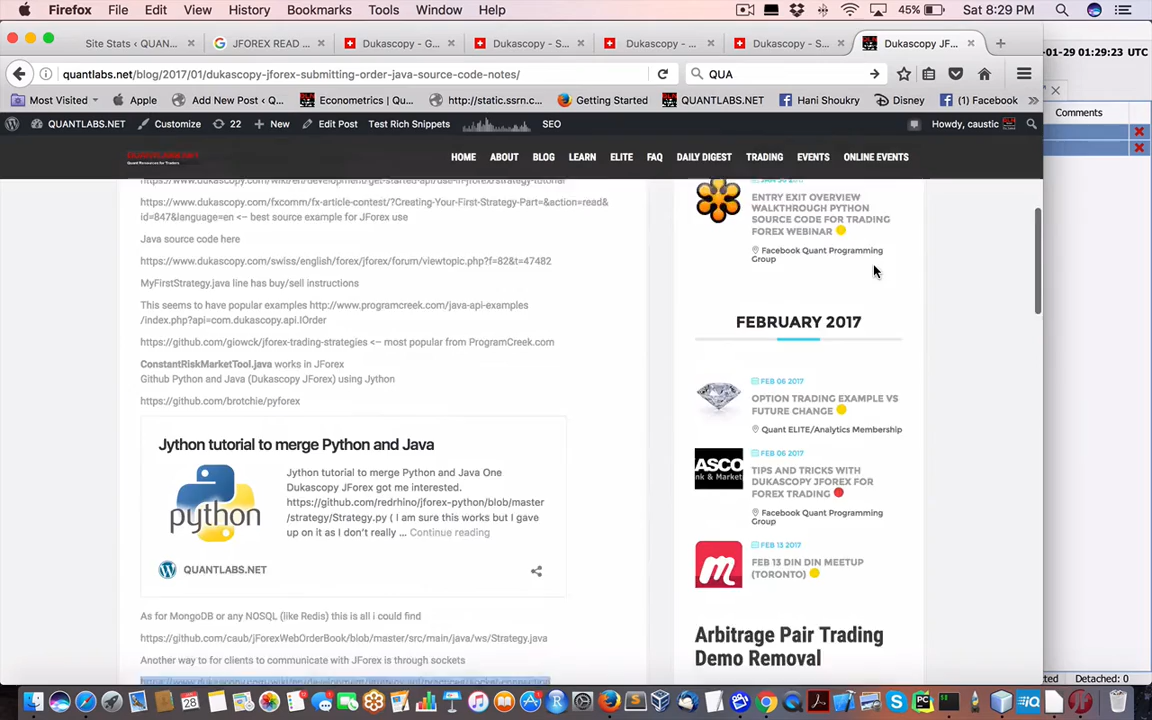 Firefox File Edit View History Bookmarks Tools Window Help 45% Sat 8:29 PM
Site Stats ‹ QUAN... × JFOREX READ ... × Dukascopy - G... × Dukascopy - S... × Dukascopy - ... × Dukascopy - S... × Dukascopy JF... × +
-01-29 01:29:23 UTC
quantlabs.net/blog/2017/01/dukascopy-jforex-submitting-order-java-source-code-notes/ QUA
Most Visited Apple Add New Post ‹ Q... Econometrics | Qu... http://static.ssrn.c... Getting Started QUANTLABS.NET Hani Shoukry Disney (1) Facebook »
Comments
QUANTLABS.NET Customize 22 + New Edit Post Test Rich Snippets SEO Howdy, caustic
HOME ABOUT BLOG LEARN ELITE FAQ DAILY DIGEST TRADING EVENTS ONLINE EVENTS
https://www.dukascopy.com/fxcomm/fx-article-contest/?Creating-Your-First-Strategy-Part=&action=read&
id=847&language=en <– best source example for JForex use
Java source code here
https://www.dukascopy.com/swiss/english/forex/jforex/forum/viewtopic.php?f=82&t=47482
MyFirstStrategy.java line has buy/sell instructions
This seems to have popular examples http://www.programcreek.com/java-api-examples
/index.php?api=com.dukascopy.api.IOrder
https://github.com/giowck/jforex-trading-strategies <– most popular from ProgramCreek.com
ConstantRiskMarketTool.java works in JForex
Github Python and Java (Dukascopy JForex) using Jython
https://github.com/brotchie/pyforex
Jython tutorial to merge Python and Java
python
Jython tutorial to merge Python and Java One
Dukascopy JForex got me interested.
https://github.com/redrhino/jforex-python/blob/master
/strategy/Strategy.py ( I am sure this works but I gave
up on it as I don't really ... Continue reading
QUANTLABS.NET
As for MongoDB or any NOSQL (like Redis) this is all i could find
https://github.com/caub/jForexWebOrderBook/blob/master/src/main/java/ws/Strategy.java
Another way to for clients to communicate with JForex is through sockets
ENTRY EXIT OVERVIEW
WALKTHROUGH PYTHON
SOURCE CODE FOR TRADING
FOREX WEBINAR
Facebook Quant Programming
Group
FEBRUARY 2017
FEB 06 2017
OPTION TRADING EXAMPLE VS
FUTURE CHANGE
Quant ELITE/Analytics Membership
ASCO
nk & Market
FEB 06 2017
TIPS AND TRICKS WITH
DUKASCOPY JFOREX FOR
FOREX TRADING
Facebook Quant Programming
Group
FEB 13 2017
FEB 13 DIN DIN MEETUP
(TORONTO)
Arbitrage Pair Trading
Demo Removal
Detached: 0